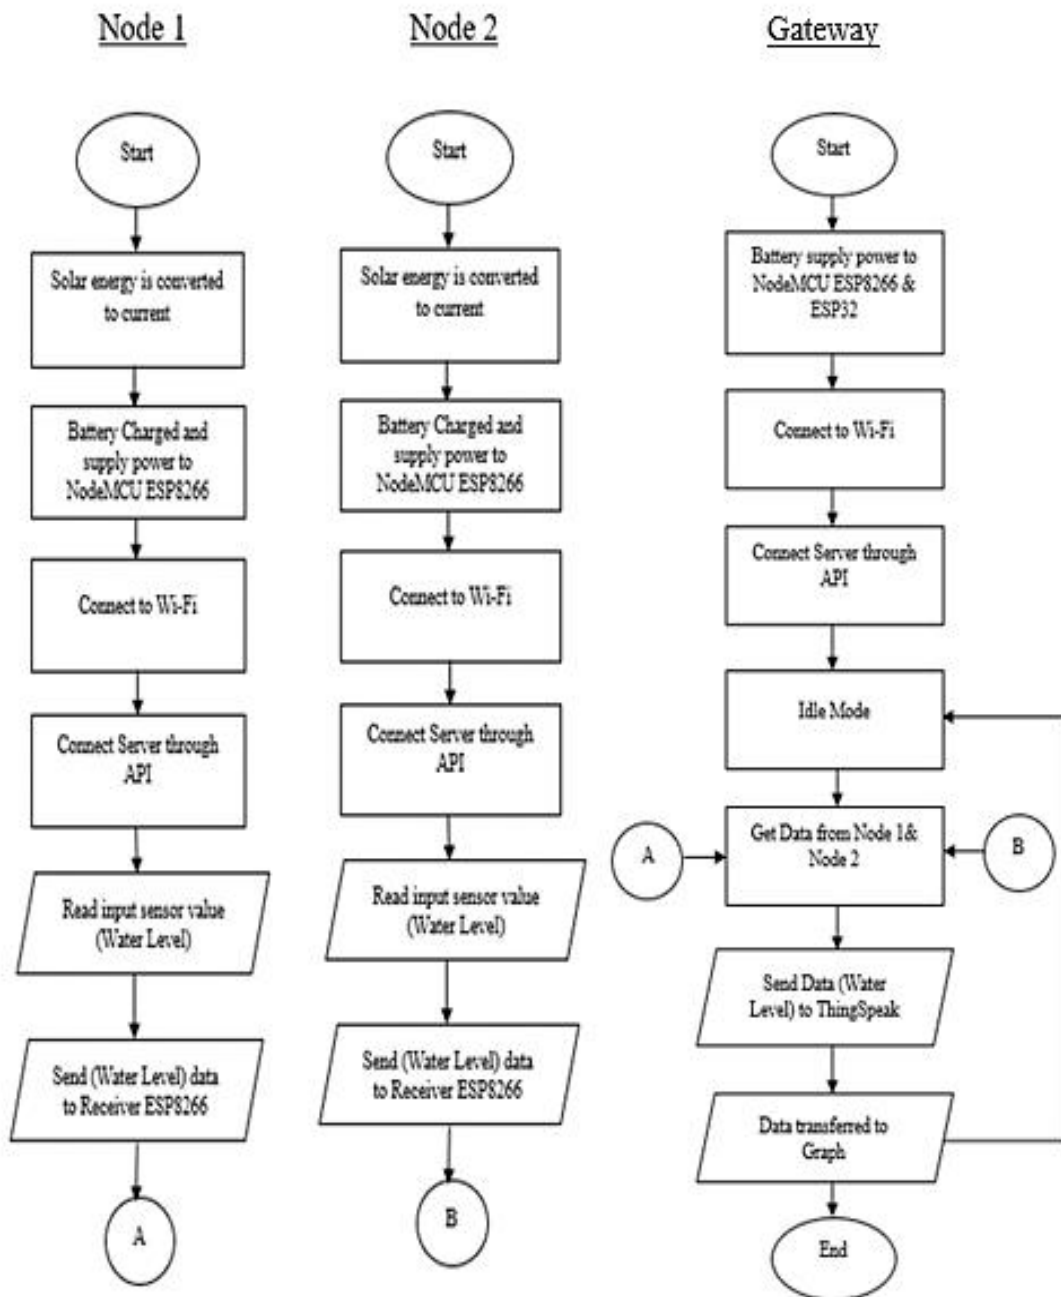 Node 1
Start
Solar energy is converted
to current
Battery Charged and
supply power to
NodeMCU ESP8266
Connect to Wi-Fi
Connect Server through
API
Read input sensor value
(Water Level)
Send (Water Level) data
to Receiver ESP8266
A
Node 2
Start
Solar energy is converted
to current
Battery Charged and
supply power to
NodeMCU ESP8266
Connect to Wi-Fi
Connect Server through
API
Read input sensor value
(Water Level)
Send (Water Level) data
to Receiver ESP8266
B
Gateway
Start
Battery supply power to
NodeMCU ESP8266 &
ESP32
Connect to Wi-Fi
Connect Server through
API
Idle Mode
A
Get Data from Node 1&
Node 2
B
Send Data (Water
Level) to ThingSpeak
Data transferred to
Graph
End